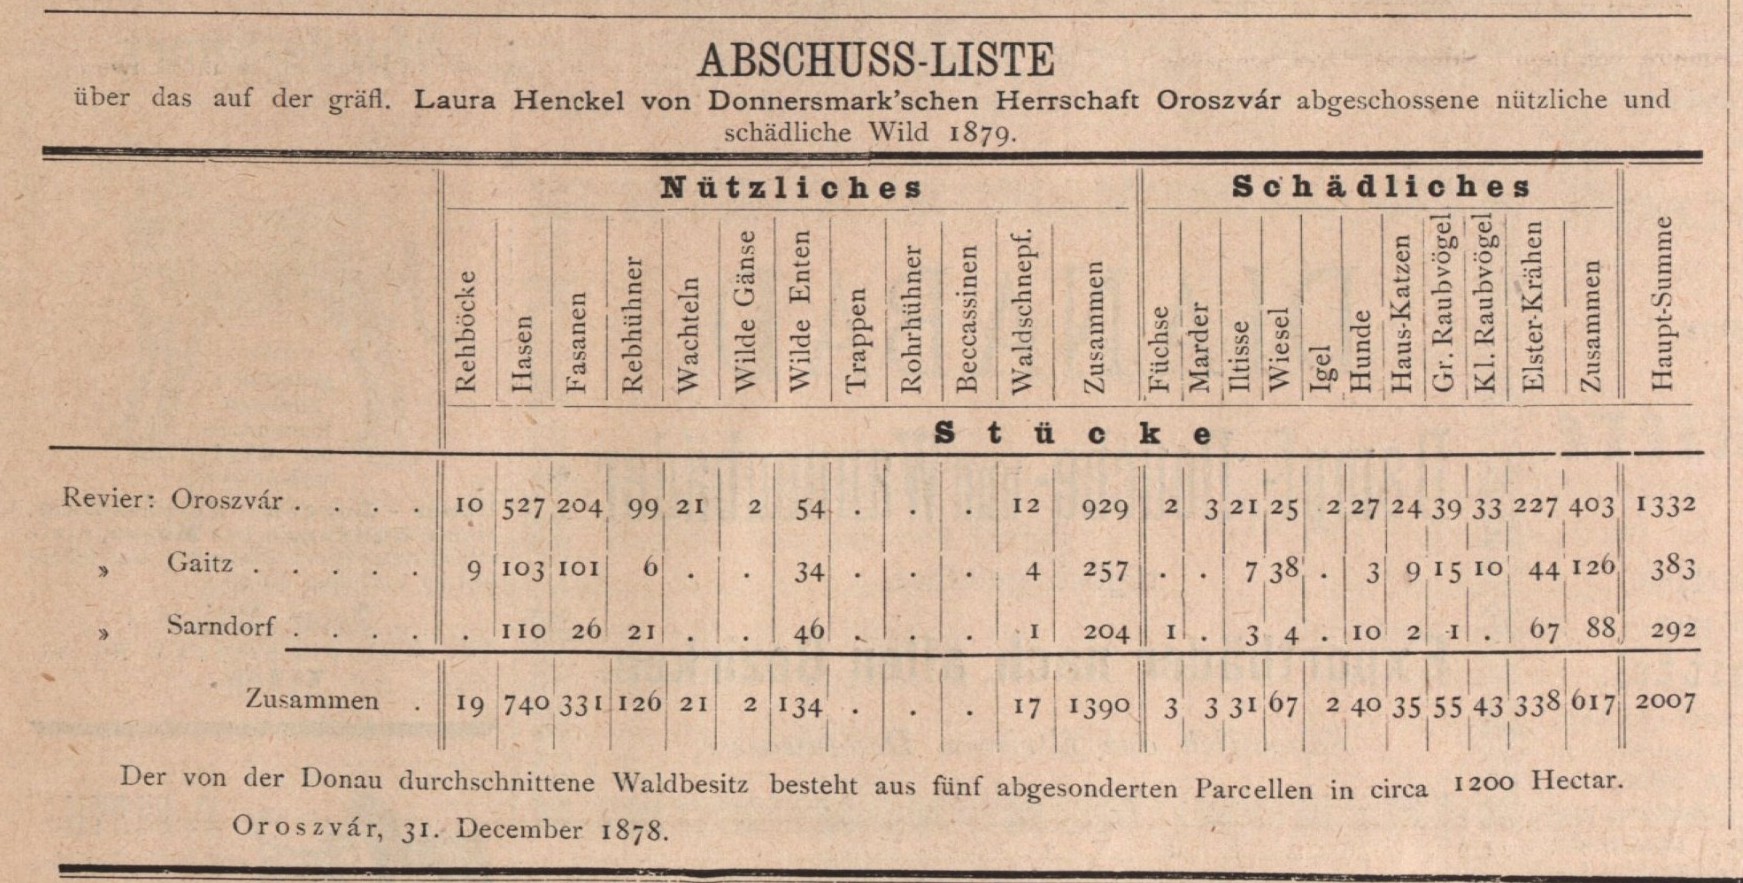 ABSCHUSS-LISTE
über das auf der gräfl. Laura Henckel von Donnersmark'schen Herrschaft Oroszvár abgeschossene nützliche und
schädliche Wild 1879.
Nützliches Schädliches
Rehböcke Hasen Fasanen Rebhühner Wachteln Wilde Gänse Wilde Enten Trappen Rohrhühner Beccassinen Waldschnepf. Zusammen Füchse Marder Iltisse Wiesel Igel Hunde Haus-Katzen Gr. Raubvögel Kl. Raubvögel Elster-Krähen Zusammen Haupt-Summe
Stücke
Revier: Oroszvár . . . . 10 527 204 99 21 2 54 . . . 12 929 2 3 21 25 2 27 24 39 33 227 403 1332
„ Gaitz . . . . . 9 103 101 6 . . 34 . . . 4 257 . . 7 38 . 3 9 15 10 44 126 383
„ Sarndorf . . . . . 110 26 21 . . 46 . . . 1 204 1 . 3 4 . 10 2 1 . 67 88 292
Zusammen . 19 740 331 126 21 2 134 . . . 17 1390 3 3 31 67 2 40 35 55 43 338 617 2007
Der von der Donau durchschnittene Waldbesitz besteht aus fünf abgesonderten Parcellen in circa 1200 Hectar.
Oroszvár, 31. December 1878.